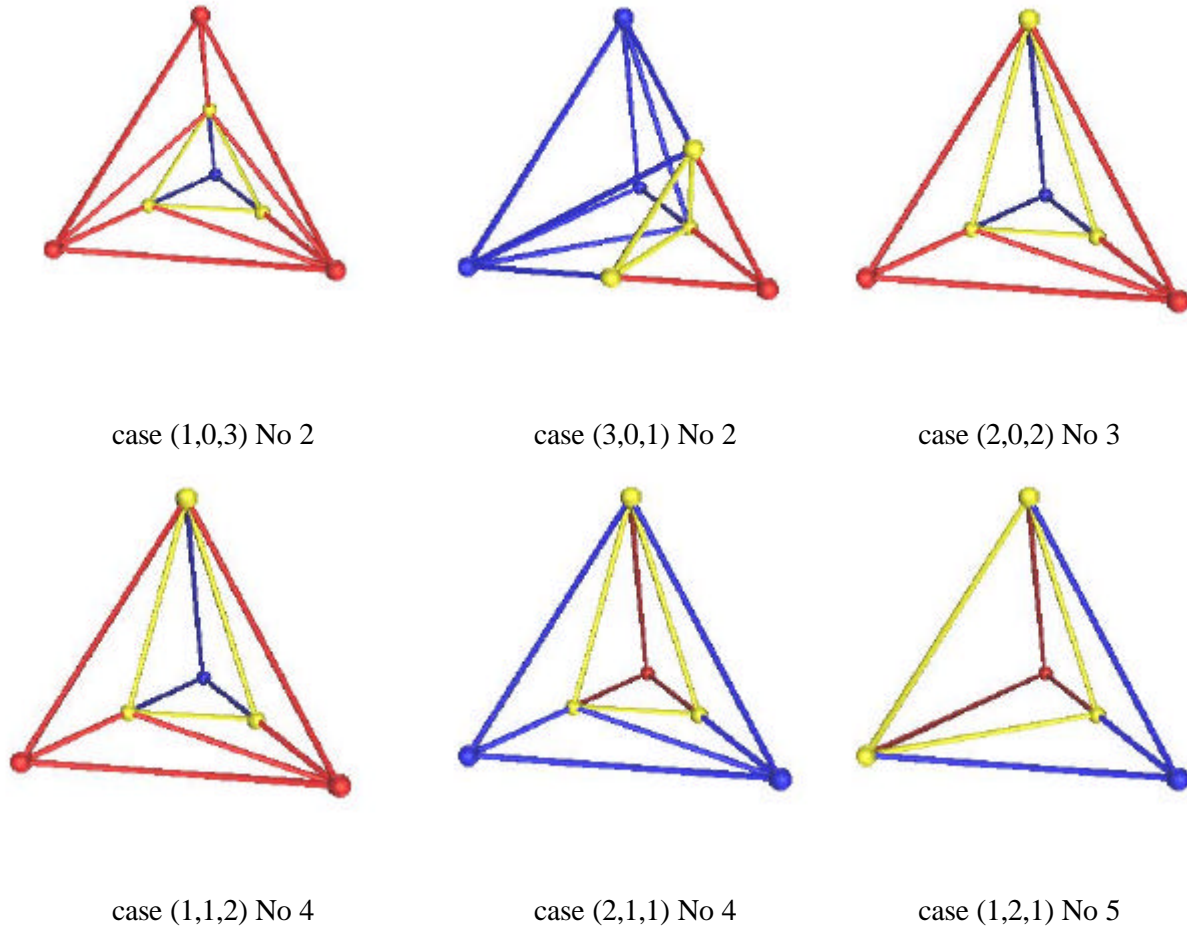 case (1,0,3) No 2
case (3,0,1) No 2
case (2,0,2) No 3
case (1,1,2) No 4
case (2,1,1) No 4
case (1,2,1) No 5